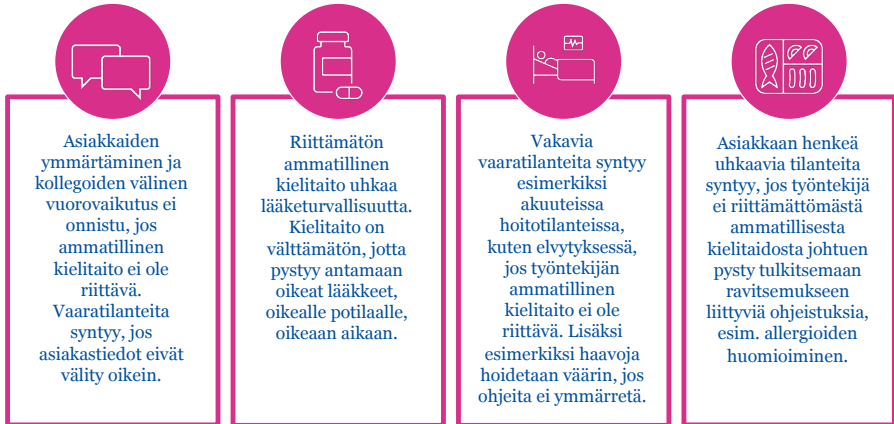 Asiakkaiden
ymmärtäminen ja
kollegoiden välinen
vuorovaikutus ei
onnistu, jos
ammatillinen
kielitaito ei ole
riittävä.
Vaaratilanteita
syntyy, jos
asiakastiedot eivät
välity oikein.
Riittämätön
ammatillinen
kielitaito uhkaa
lääketurvallisuutta.
Kielitaito on
välttämätön, jotta
pystyy antamaan
oikeat lääkkeet,
oikealle potilaalle,
oikeaan aikaan.
Vakavia
vaaratilanteita syntyy
esimerkiksi
akuuteissa
hoitotilanteissa,
kuten elvytyksessä,
jos työntekijän
ammatillinen
kielitaito ei ole
riittävä. Lisäksi
esimerkiksi haavoja
hoidetaan väärin, jos
ohjeita ei ymmärretä.
Asiakkaan henkeä
uhkaavia tilanteita
syntyy, jos työntekijä
ei riittämättömästä
ammatillisesta
kielitaidosta johtuen
pysty tulkitsemaan
ravitsemukseen
liittyviä ohjeistuksia,
esim. allergioiden
huomioiminen.